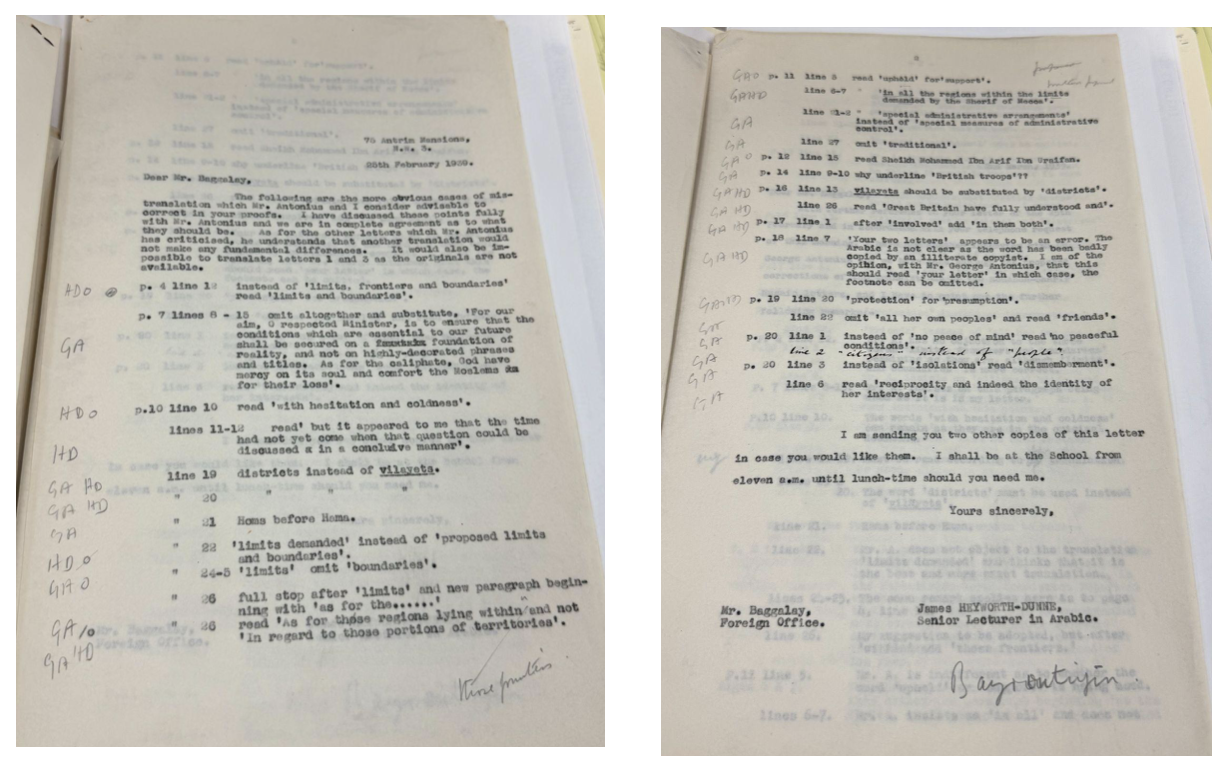 75 Antrim Mansions,
N.W. 3.
25th February 1939.
Dear Mr. Baggalay,
The following are the more obvious cases of mis-
translation which Mr. Antonius and I consider advisable to
correct in your proofs. I have discussed these points fully
with Mr. Antonius and we are in complete agreement as to what
they should be. As for the other letters which Mr. Antonius
has criticised, he understands that another translation would
not make any fundamental differences. It would also be im-
possible to translate letters 1 and 3 as the originals are not
available.
HDO p. 4 line 12 instead of 'limits, frontiers and boundaries'
read 'limits and boundaries'.
p. 7 lines 8 - 15 omit altogether and substitute, 'For our
aim, O respected Minister, is to ensure that the
conditions which are essential to our future
GA shall be secured on a foundation of
reality, and not on highly-decorated phrases
and titles. As for the caliphate, God have
mercy on its soul and comfort the Moslems
for their loss'.
HDO p.10 line 10 read 'with hesitation and coldness'.
lines 11-12 read' but it appeared to me that the time
had not yet come when that question could be
HD discussed in a conclusive manner'.
GA HD line 19 districts instead of vilayets.
GA HD " 20 " " "
GA " 21 Homs before Hama.
HDO " 22 'limits demanded' instead of 'proposed limits
and boundaries'.
GAO " 24-5 'limits' omit 'boundaries'.
" 26 full stop after 'limits' and new paragraph begin-
ning with 'as for the......'
GA/O " 26 read 'As for those regions lying within' and not
GA HD 'In regard to those portions of territories'.
those frontiers.
GAO p. 11 line 5 read 'uphold' for'support'.
GAHD line 6-7 " 'in all the regions within the limits
demanded by the Sherif of Mecca'.
GA line 21-2 " 'special administrative arrangements'
instead of 'special measures of administrative
control'.
GA line 27 omit 'traditional'.
GAO p. 12 line 15 read Sheikh Mohammed Ibn Arif Ibn Uraifan.
GA p. 14 line 9-10 why underline 'British troops'??
GAHD p. 16 line 13 vilayets should be substituted by 'districts'.
GA HD line 26 read 'Great Britain have fully understood and'.
GA HD p. 17 line 1 after 'involved' add 'in them both'.
p. 18 line 7 'Your two letters' appears to be an error. The
Arabic is not clear as the word has been badly
GA HD copied by an illiterate copyist. I am of the
opinion, with Mr. George Antonius, that this
should read 'your letter' in which case, the
footnote can be omitted.
GAHD p. 19 line 20 'protection' for'presumption'.
GA line 22 omit 'all her own peoples' and read 'friends'.
GA p. 20 line 1 instead of 'no peace of mind' read 'no peaceful
conditions'.
GA line 2 "citizens" instead of "people"
GA p. 20 line 3 instead of 'isolations' read 'dismemberment'.
GA line 6 read 'reciprocity and indeed the identity of
her interests'.
I am sending you two other copies of this letter
in case you would like them. I shall be at the School from
eleven a.m. until lunch-time should you need me.
Yours sincerely,
Mr. Baggalay, James HEYWORTH-DUNNE,
Foreign Office. Senior Lecturer in Arabic.